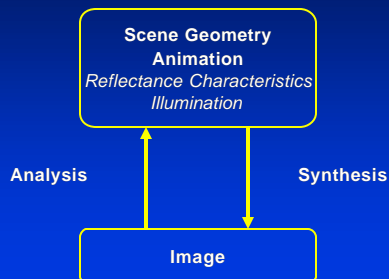 Scene Geometry
Animation
Reflectance Characteristics
Illumination
Analysis
Synthesis
Image